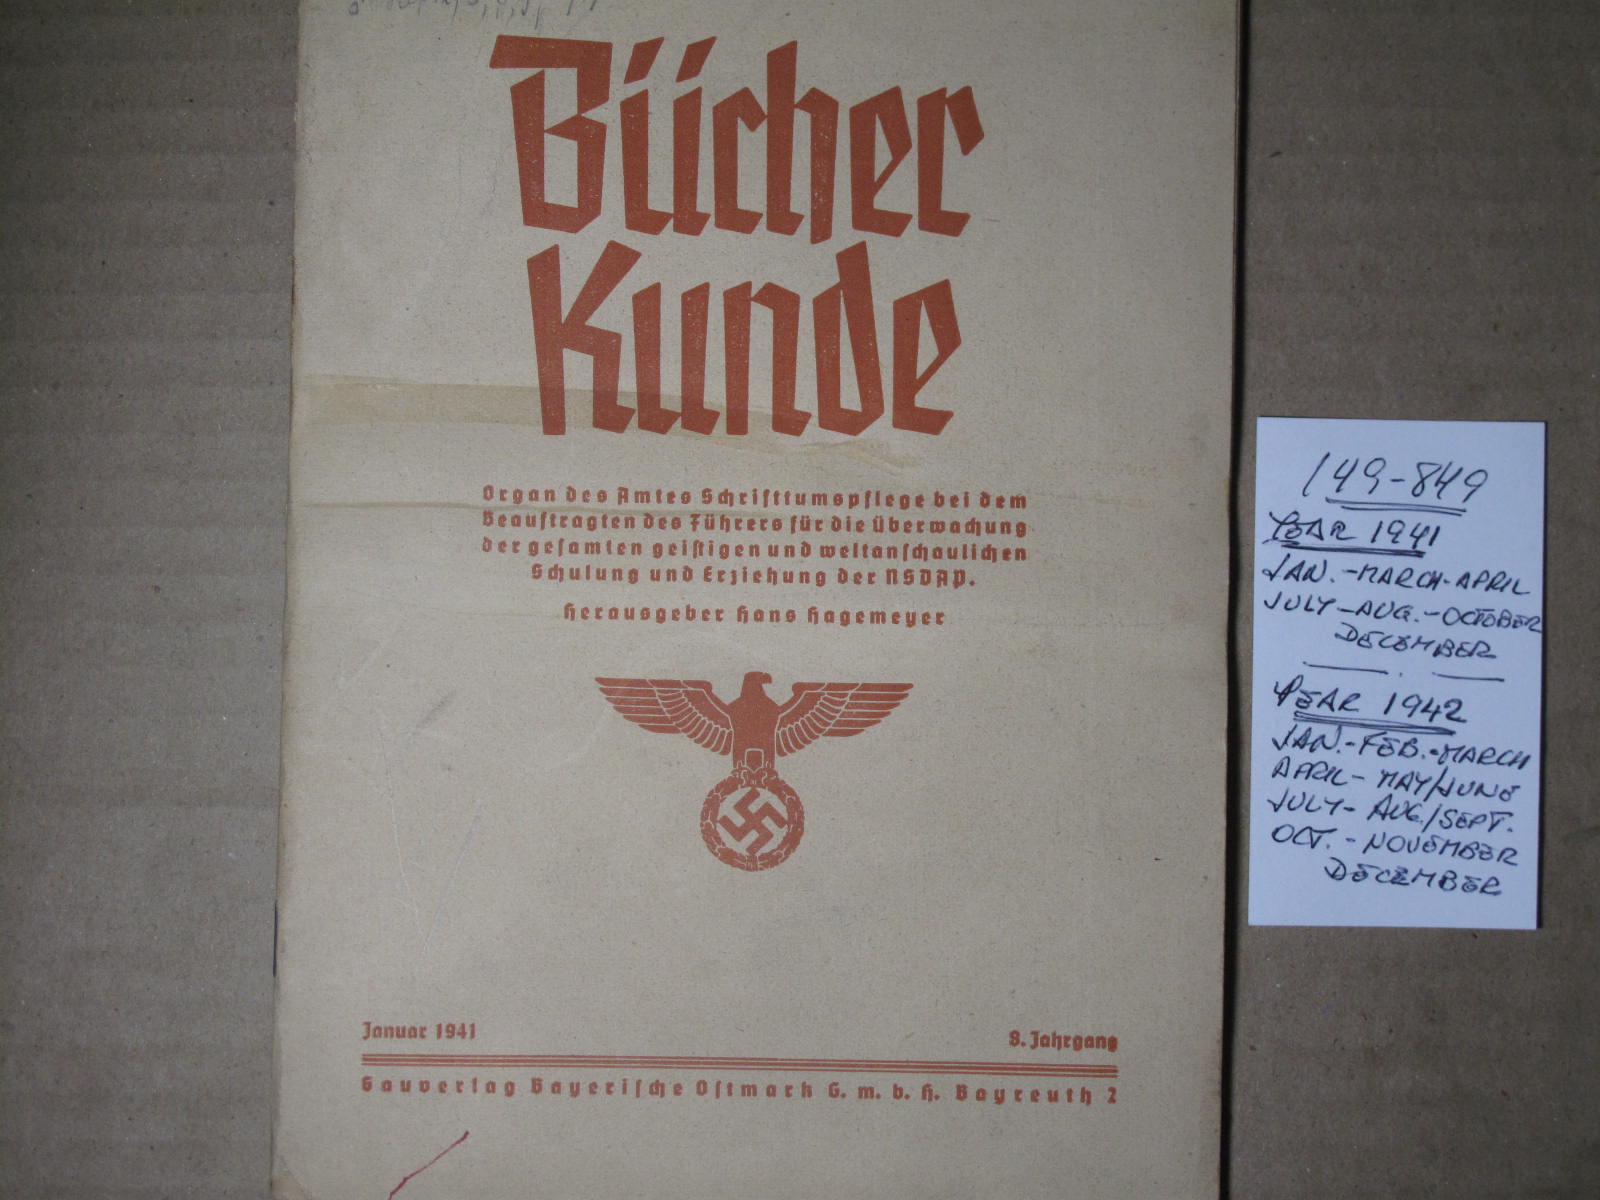 Bücher
Kunde
Organ des Amtes Schrifttumspflege bei dem
Beauftragten des Führers für die Überwachung
der gesamten geistigen und weltanschaulichen
Schulung und Erziehung der NSDAP.
Herausgeber Hans Hagemeyer
Januar 1941
8. Jahrgang
Gauverlag Bayerische Ostmark G. m. b. H. Bayreuth 2
149-849
YEAR 1941
JAN. - MARCH - APRIL
JULY - AUG. - OCTOBER
DECEMBER
YEAR 1942
JAN. - FEB. - MARCH
APRIL - MAY/JUNE
JULY - AUG./SEPT.
OCT. - NOVEMBER
DECEMBER